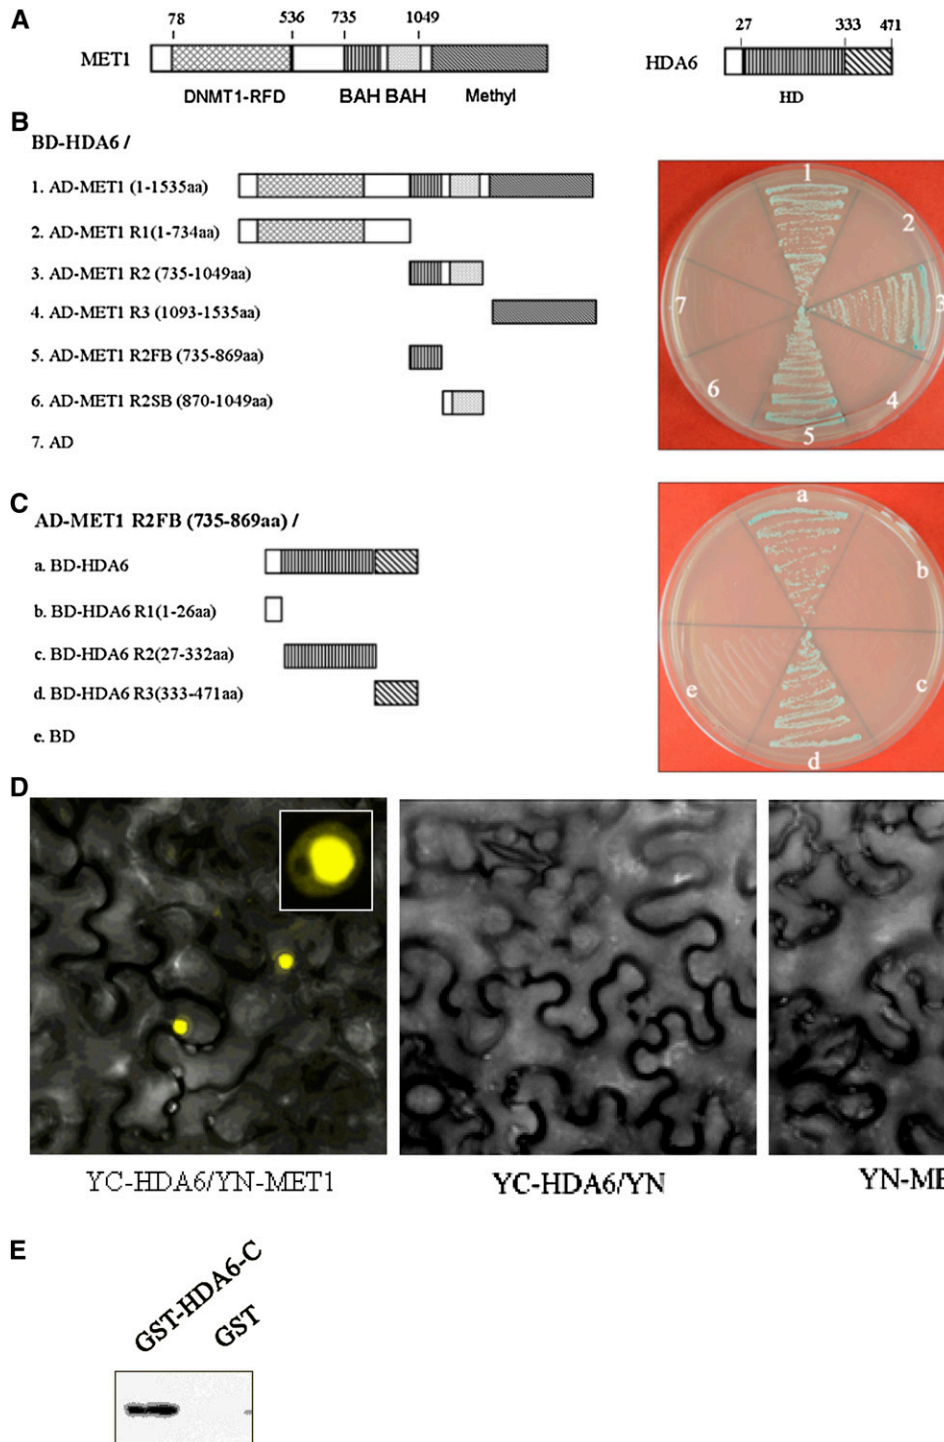 A
78 536 735 1049
27 333 471
MET1
HDA6
DNMT1-RFD BAH BAH Methyl
HD
B
BD-HDA6 /
1. AD-MET1 (1-1535aa)
2. AD-MET1 R1(1-734aa)
3. AD-MET1 R2 (735-1049aa)
4. AD-MET1 R3 (1093-1535aa)
5. AD-MET1 R2FB (735-869aa)
6. AD-MET1 R2SB (870-1049aa)
7. AD
1
2
3
4
5
6
7
C
AD-MET1 R2FB (735-869aa) /
a. BD-HDA6
b. BD-HDA6 R1(1-26aa)
c. BD-HDA6 R2(27-332aa)
d. BD-HDA6 R3(333-471aa)
e. BD
a
b
c
d
e
D
YC-HDA6/YN-MET1
YC-HDA6/YN
YN-ME
E
GST-HDA6-C
GST